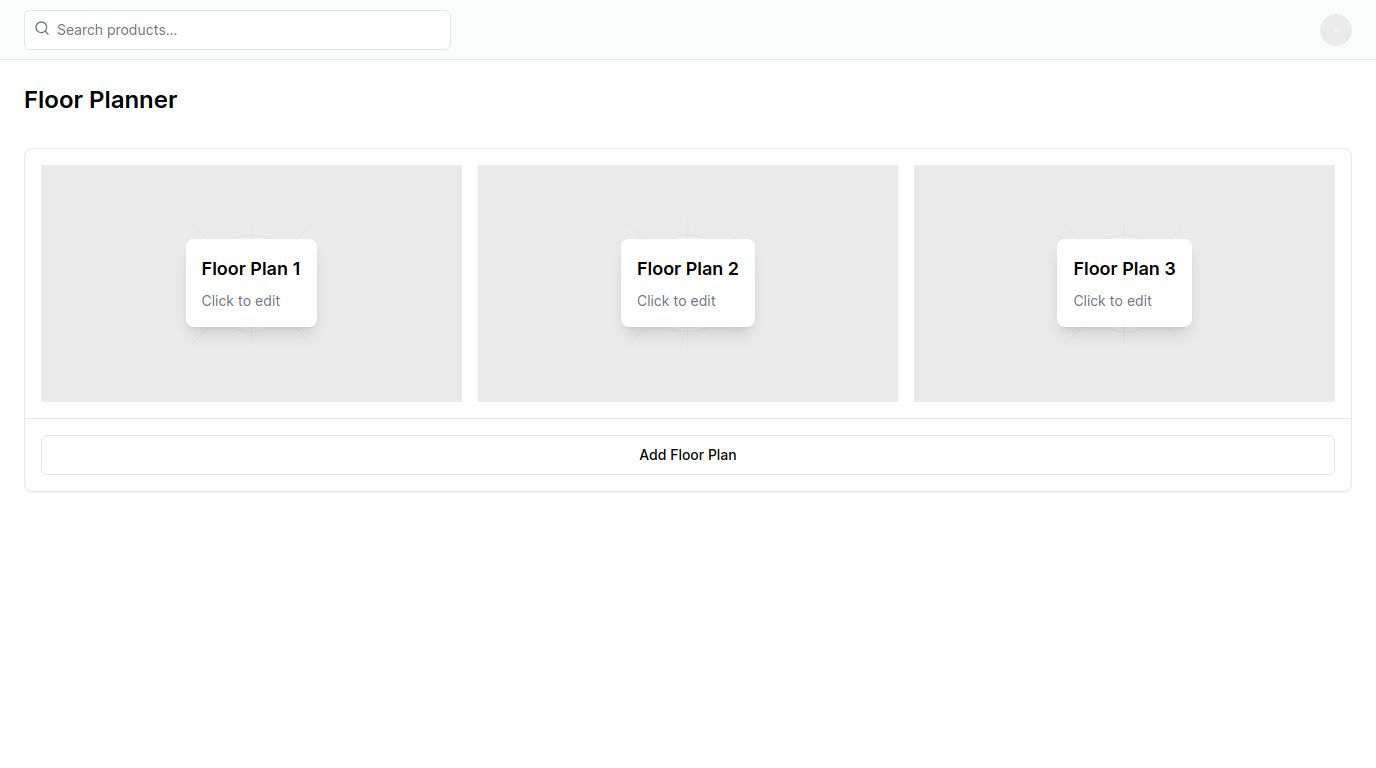 Search products...
Floor Planner
Floor Plan 1
Click to edit
Floor Plan 2
Click to edit
Floor Plan 3
Click to edit
Add Floor Plan